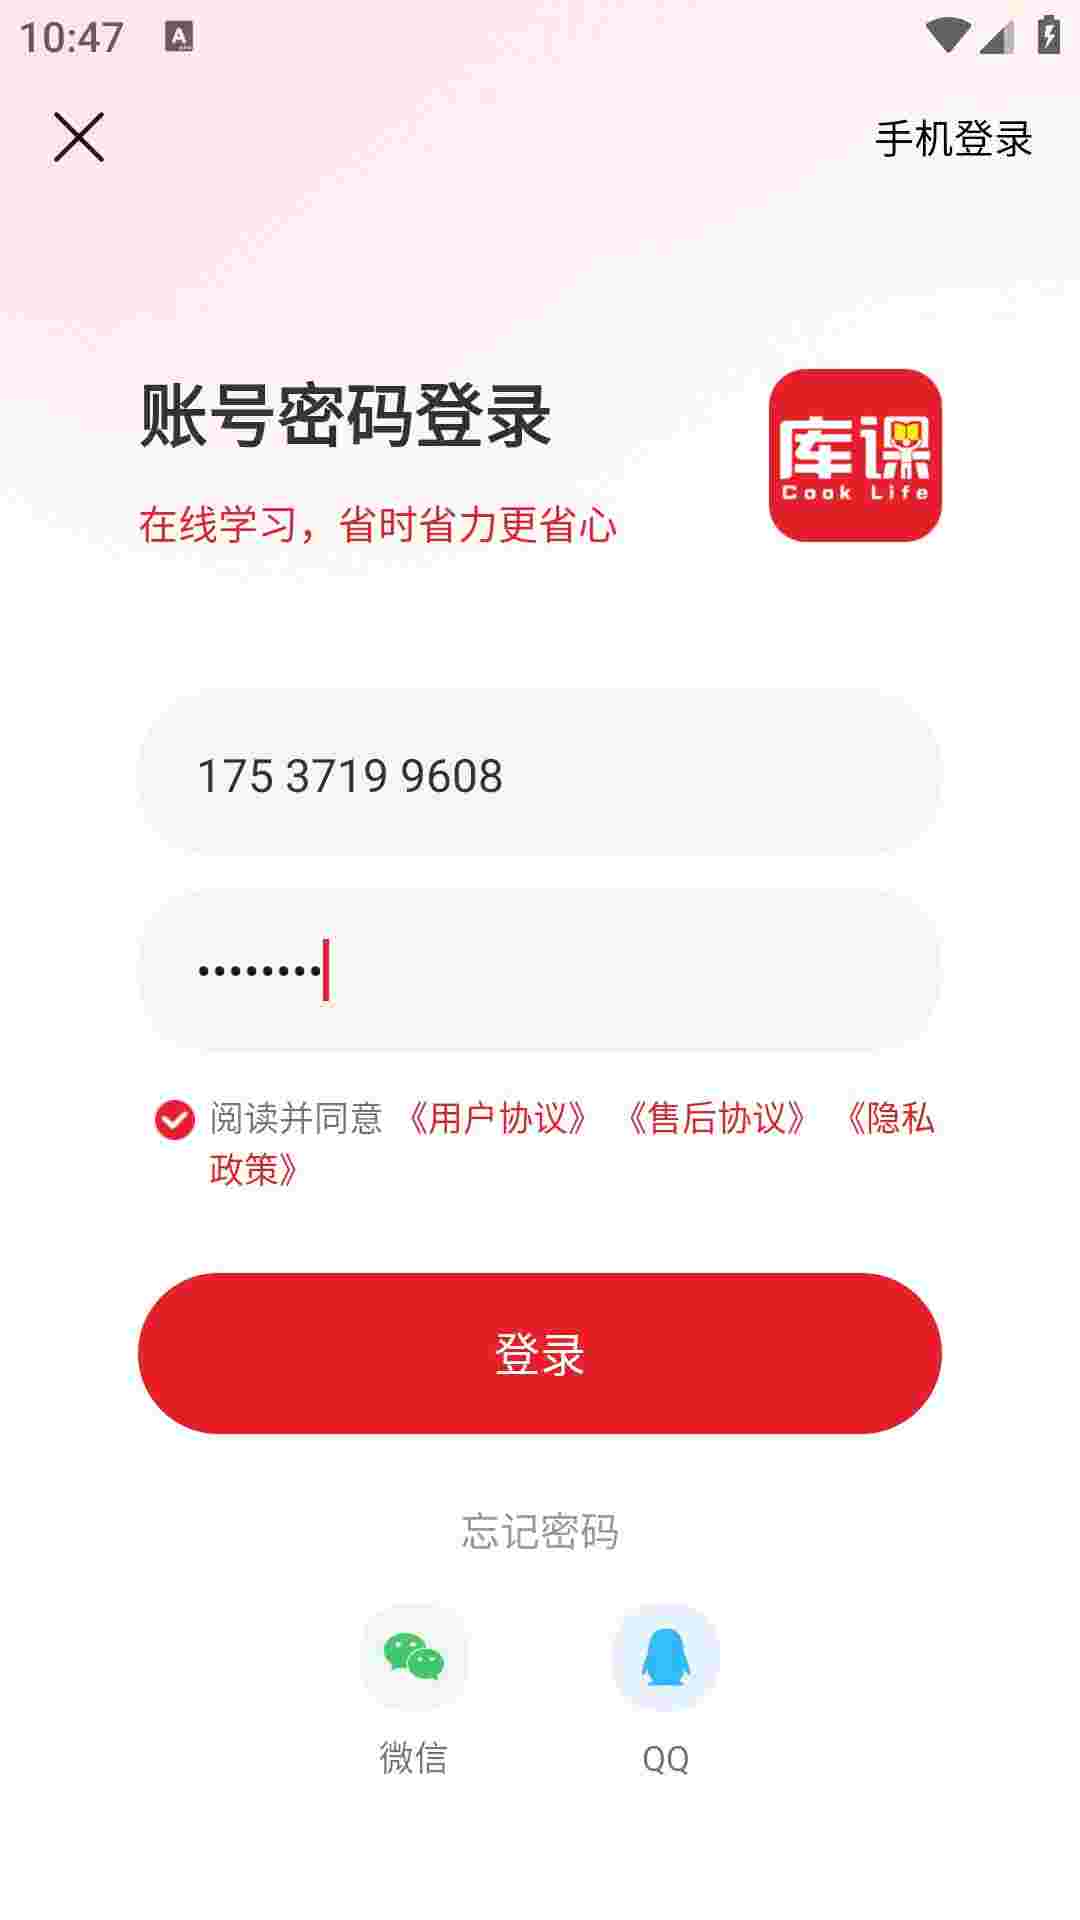 10:47
手机登录
账号密码登录
库课
Cook Life
在线学习，省时省力更省心
175 3719 9608
••••••••
阅读并同意 《用户协议》 《售后协议》 《隐私
政策》
登录
忘记密码
微信 QQ